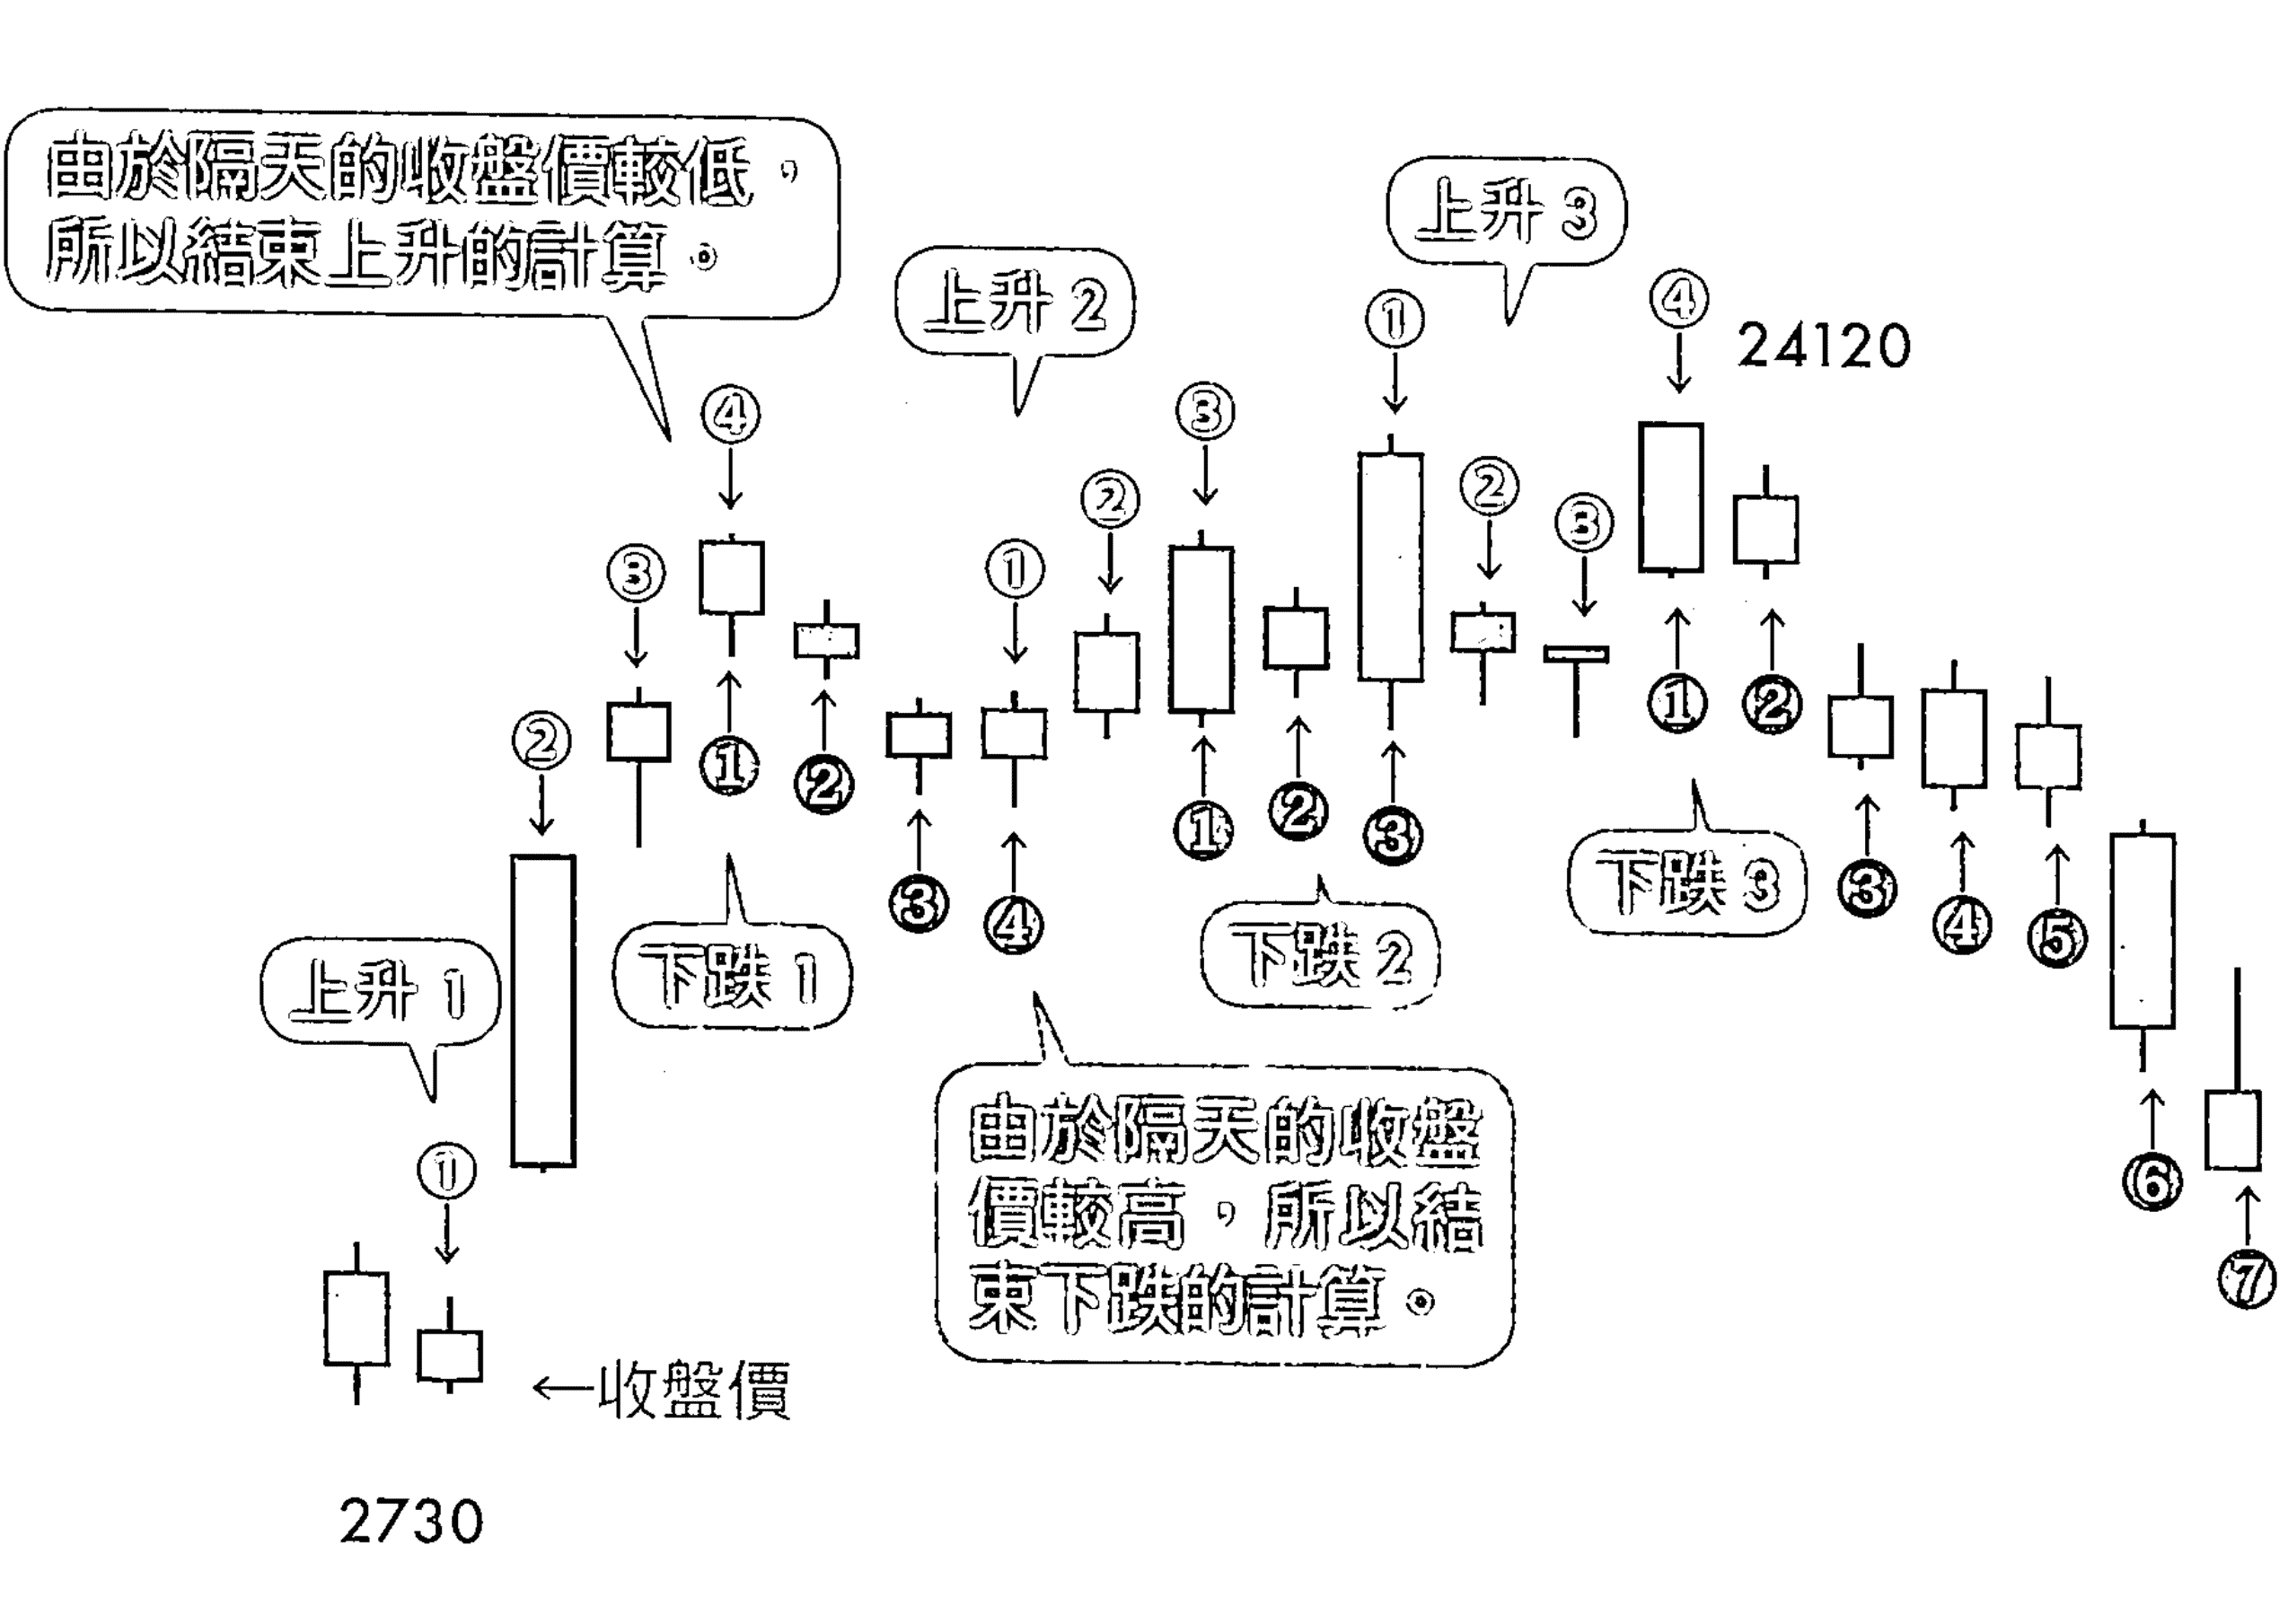 由於隔天的收盤價較低，
所以結束上升的計算。
上升 3
上升 2
④
24120
①
④
③
②
②
③
①
③
②
①
②
①
②
①
②
③
③
④
下跌 3
③
④
⑤
上升 1
下跌 1
下跌 2
由於隔天的收盤
價較高，所以結
束下跌的計算。
①
⑥
⑦
←收盤價
2730